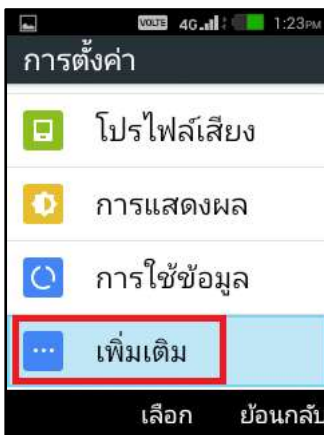 VOLTE 4G 1:23PM
การตั้งค่า
โปรไฟล์เสียง
การแสดงผล
การใช้ข้อมูล
เพิ่มเติม
เลือก ย้อนกลับ